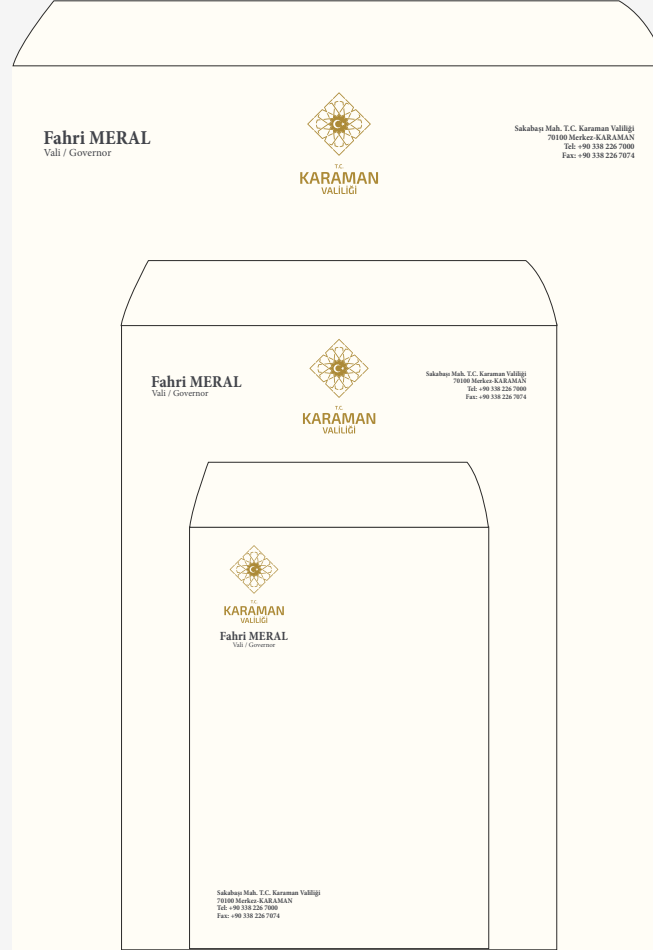 Fahri MERAL
Vali / Governor
T.C.
KARAMAN
VALİLİĞİ
Sakabaşı Mah. T.C. Karaman Valiliği
70100 Merkez-KARAMAN
Tel: +90 338 226 7000
Fax: +90 338 226 7074
Fahri MERAL
Vali / Governor
T.C.
KARAMAN
VALİLİĞİ
Sakabaşı Mah. T.C. Karaman Valiliği
70100 Merkez-KARAMAN
Tel: +90 338 226 7000
Fax: +90 338 226 7074
T.C.
KARAMAN
VALİLİĞİ
Fahri MERAL
Vali / Governor
Sakabaşı Mah. T.C. Karaman Valiliği
70100 Merkez-KARAMAN
Tel: +90 338 226 7000
Fax: +90 338 226 7074